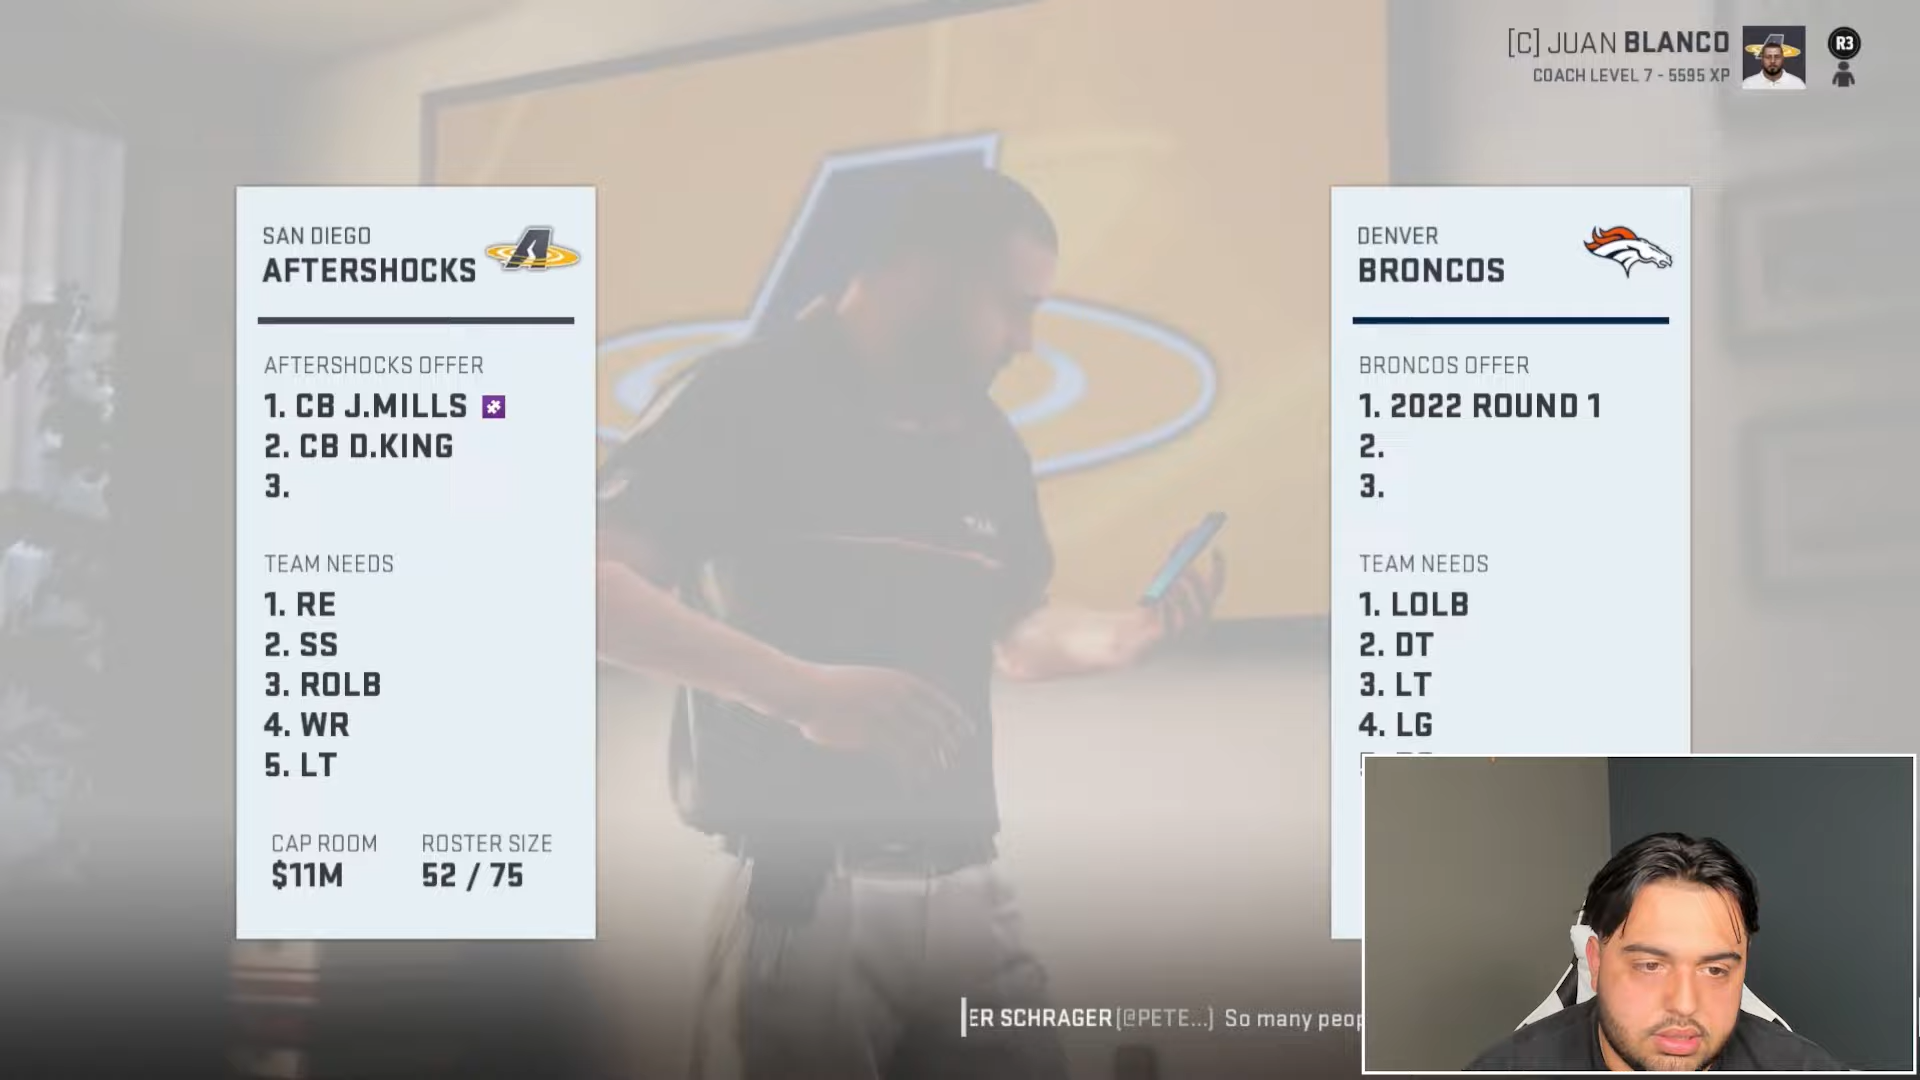 [C] JUAN BLANCO
COACH LEVEL 7 - 5595 XP
R3
SAN DIEGO
AFTERSHOCKS
AFTERSHOCKS OFFER
1. CB J.MILLS
2. CB D.KING
3.
TEAM NEEDS
1. RE
2. SS
3. ROLB
4. WR
5. LT
CAP ROOM
$11M
ROSTER SIZE
52 / 75
DENVER
BRONCOS
BRONCOS OFFER
1. 2022 ROUND 1
2.
3.
TEAM NEEDS
1. LOLB
2. DT
3. LT
4. LG
ER SCHRAGER (@PETE...) So many peop